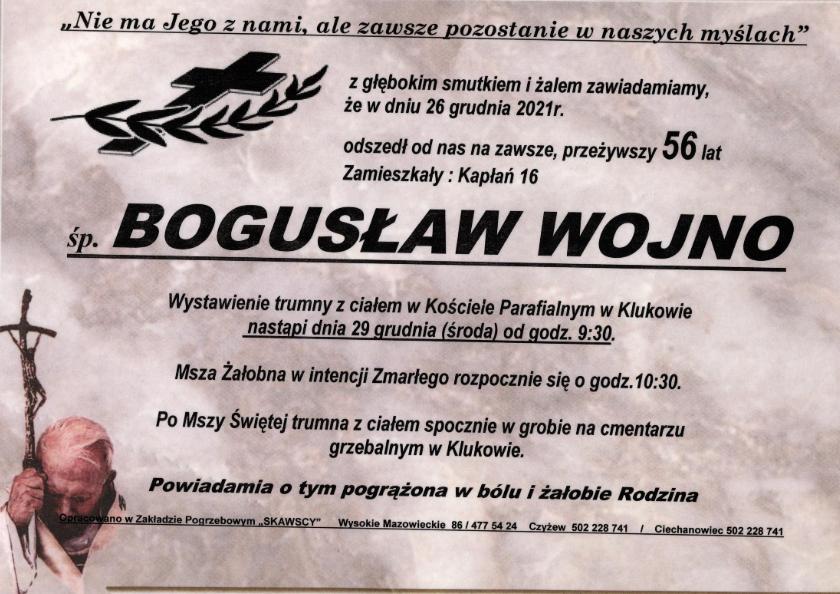 „Nie ma Jego z nami, ale zawsze pozostanie w naszych myślach”
z głębokim smutkiem i żalem zawiadamiamy,
że w dniu 26 grudnia 2021r.
odszedł od nas na zawsze, przeżywszy 56 lat
Zamieszkały : Kapłań 16
śp. BOGUSŁAW WOJNO
Wystawienie trumny z ciałem w Kościele Parafialnym w Klukowie
nastąpi dnia 29 grudnia (środa) od godz. 9:30.
Msza Żałobna w intencji Zmarłego rozpocznie się o godz.10:30.
Po Mszy Świętej trumna z ciałem spocznie w grobie na cmentarzu
grzebalnym w Klukowie.
Powiadamia o tym pogrążona w bólu i żałobie Rodzina
Opracowano w Zakładzie Pogrzebowym „SKAWSCY” Wysokie Mazowieckie 86 / 477 54 24 Czyżew 502 228 741 / Ciechanowiec 502 228 741